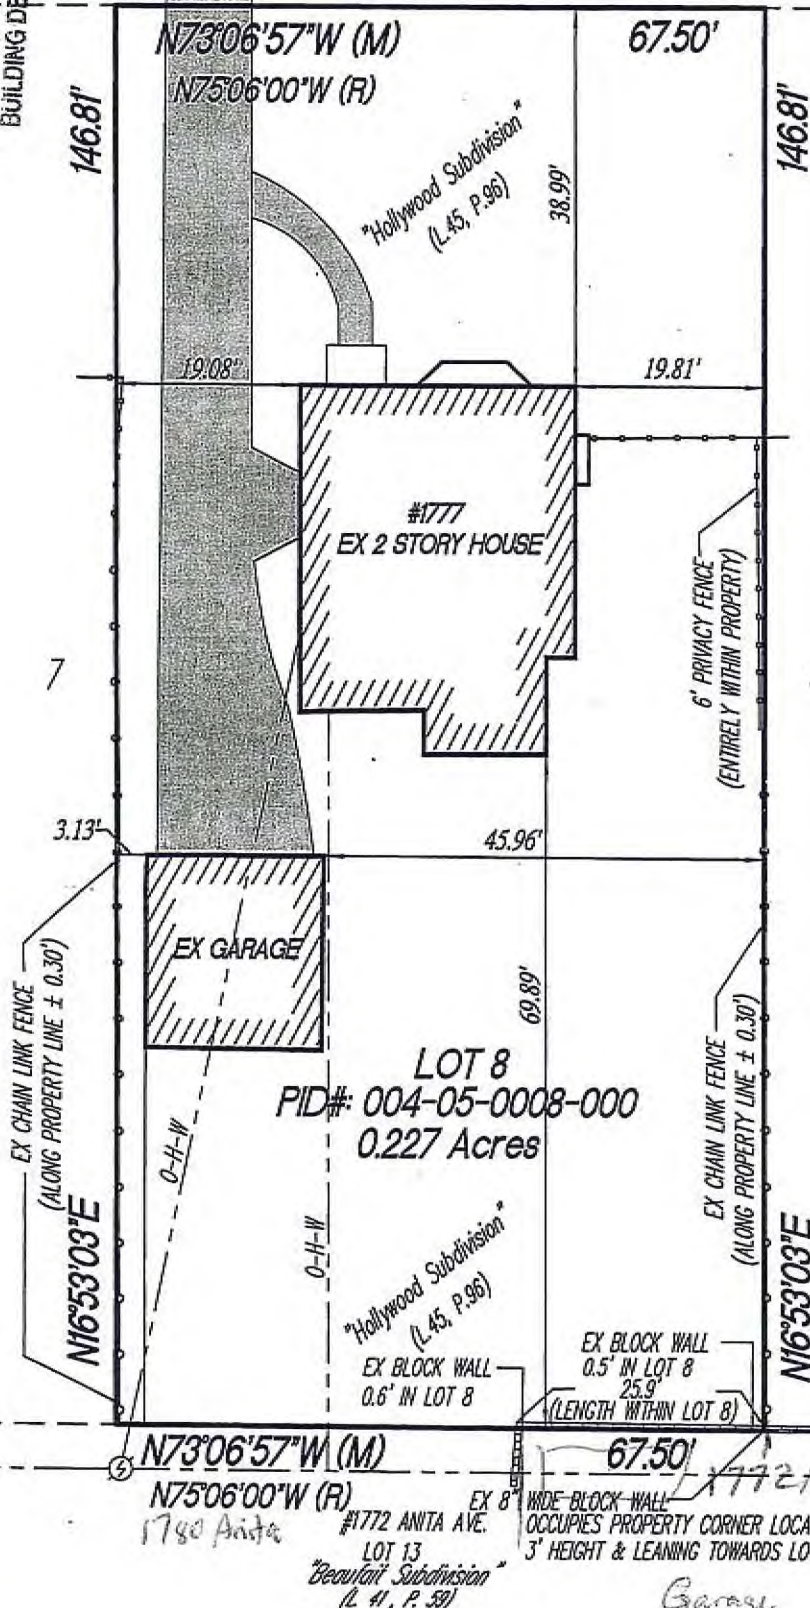 BUILDING DE
N73°06'57"W (M)
67.50'
N75°06'00"W (R)
146.81'
146.81'
"Hollywood Subdivision"
(L.45, P.96)
38.99'
19.08'
19.81'
#1777
EX 2 STORY HOUSE
6' PRIVACY FENCE
(ENTIRELY WITHIN PROPERTY)
7
3.13'
45.96'
EX GARAGE
69.89'
EX CHAIN LINK FENCE
(ALONG PROPERTY LINE ± 0.30')
EX CHAIN LINK FENCE
(ALONG PROPERTY LINE ± 0.30')
LOT 8
PID#: 004-05-0008-000
0.227 Acres
O-H-W
O-H-W
N16°53'03"E
N16°53'03"E
"Hollywood Subdivision"
(L.45, P.96)
EX BLOCK WALL
0.6' IN LOT 8
EX BLOCK WALL
0.5' IN LOT 8
25.9'
(LENGTH WITHIN LOT 8)
N73°06'57"W (M)
67.50'
N75°06'00"W (R)
1772
1780 Anita
EX 8" WIDE BLOCK WALL
OCCUPIES PROPERTY CORNER LOCA
3' HEIGHT & LEANING TOWARDS LO
#1772 ANITA AVE.
LOT 13
"Beaufait Subdivision"
(L 41, P. 59)
Garage